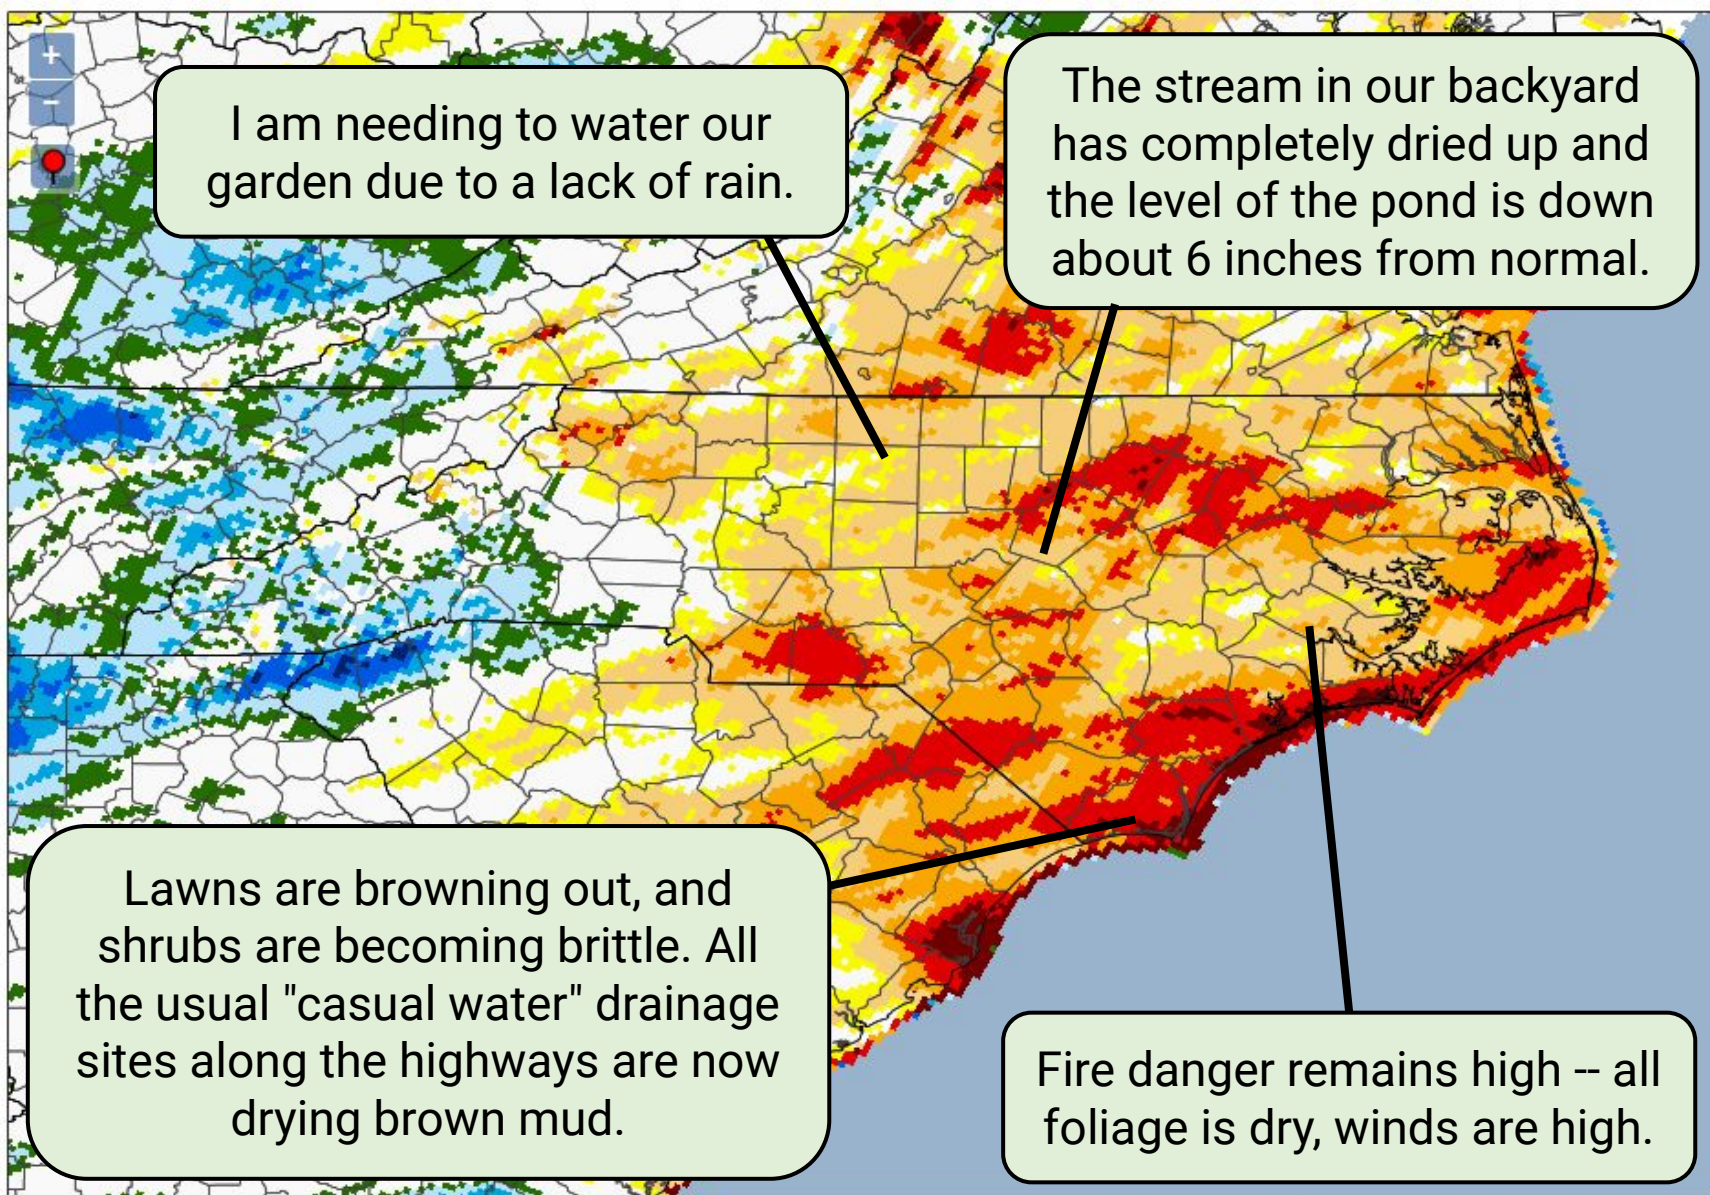 +
−
I am needing to water our
garden due to a lack of rain.
The stream in our backyard
has completely dried up and
the level of the pond is down
about 6 inches from normal.
Lawns are browning out, and
shrubs are becoming brittle. All
the usual "casual water" drainage
sites along the highways are now
drying brown mud.
Fire danger remains high -- all
foliage is dry, winds are high.